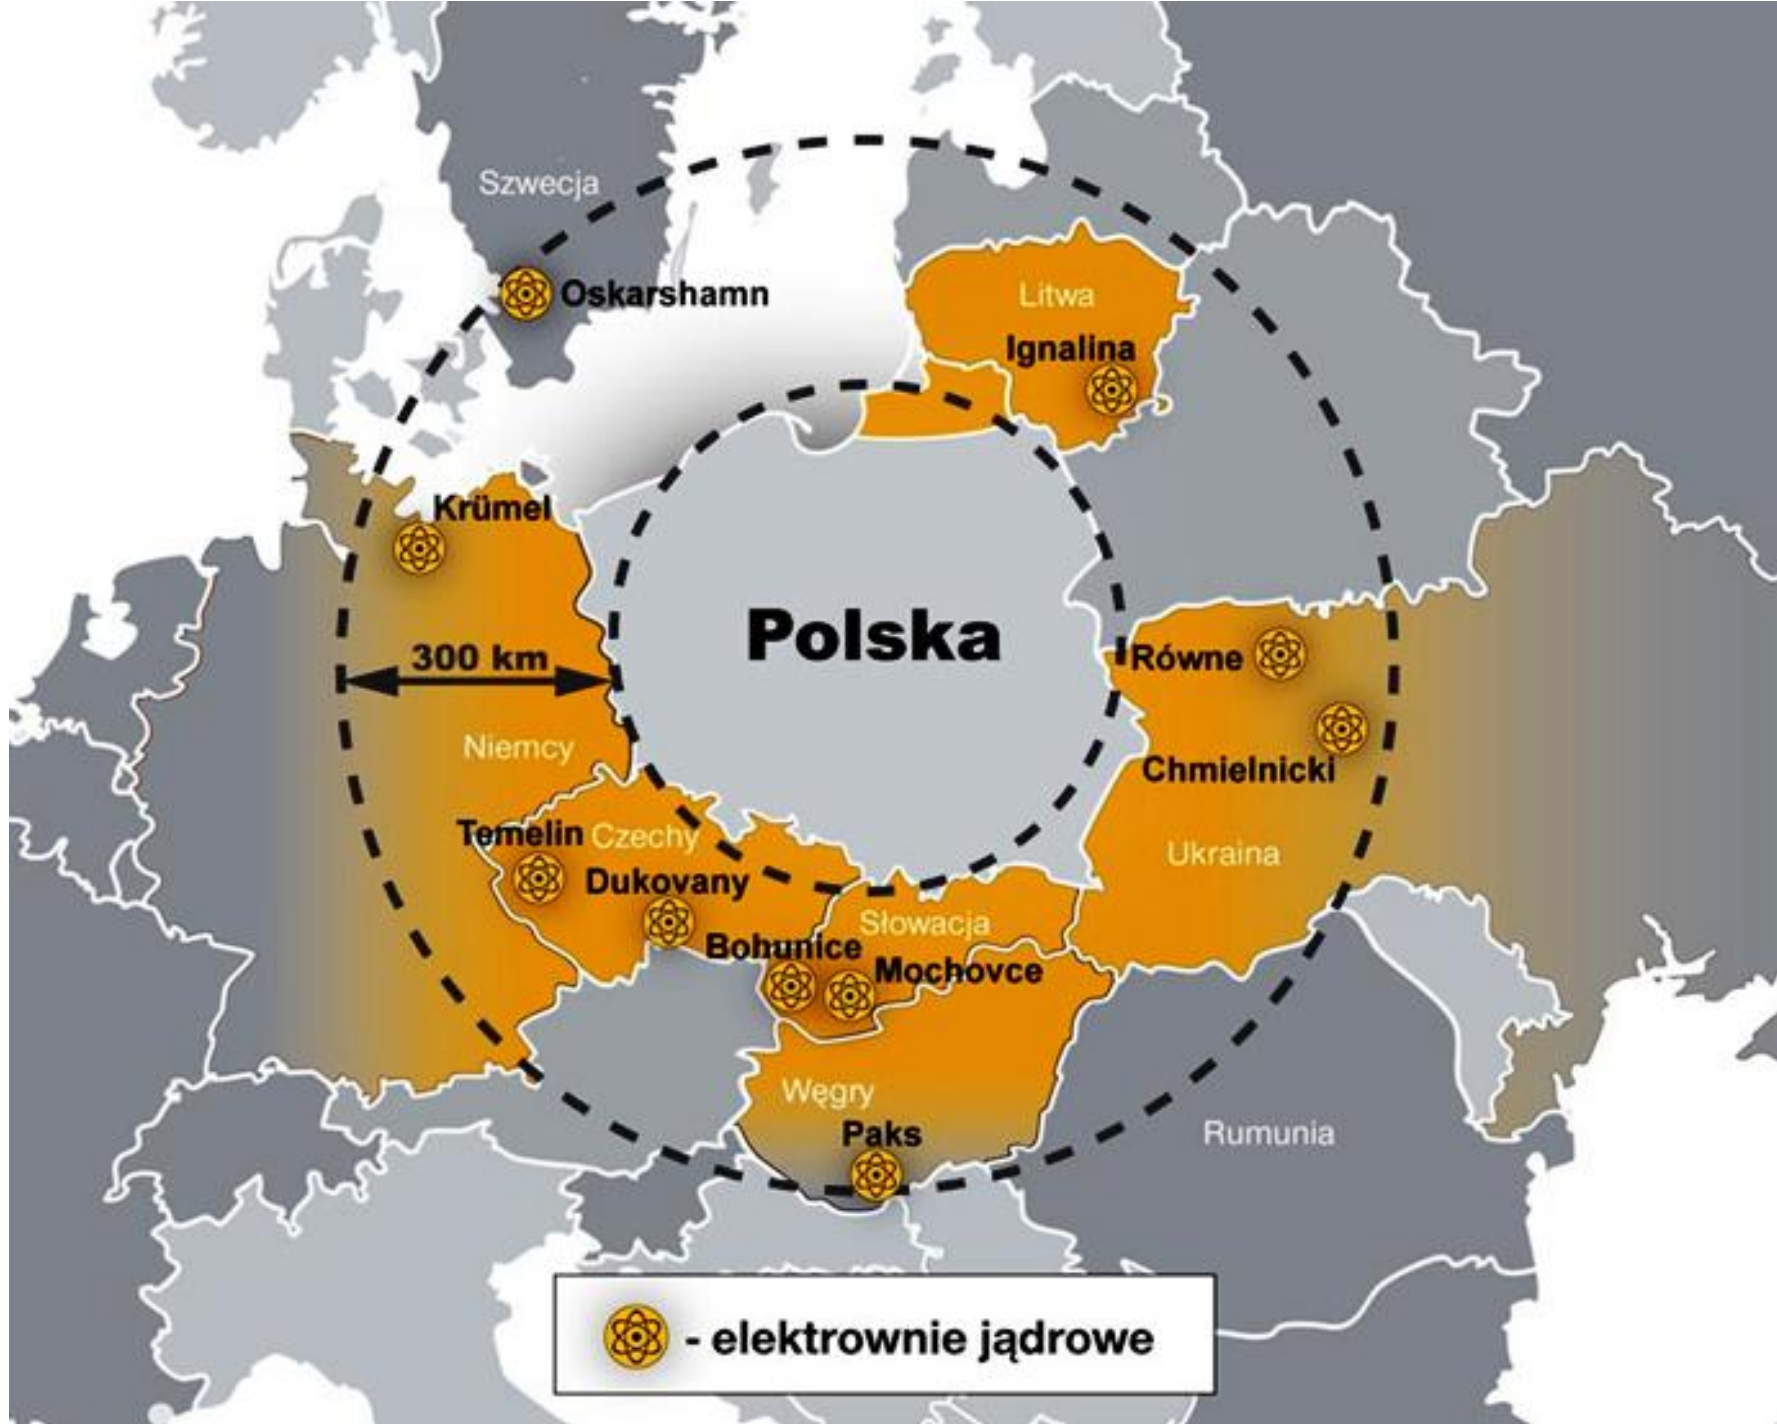 Szwecja
Oskarshamn
Litwa
Ignalina
Krümel
Polska
300 km
Równe
Niemcy
Chmielnicki
Temelin
Czechy
Ukraina
Dukovany
Słowacja
Bohunice
Mochovce
Węgry
Paks
Rumunia
- elektrownie jądrowe